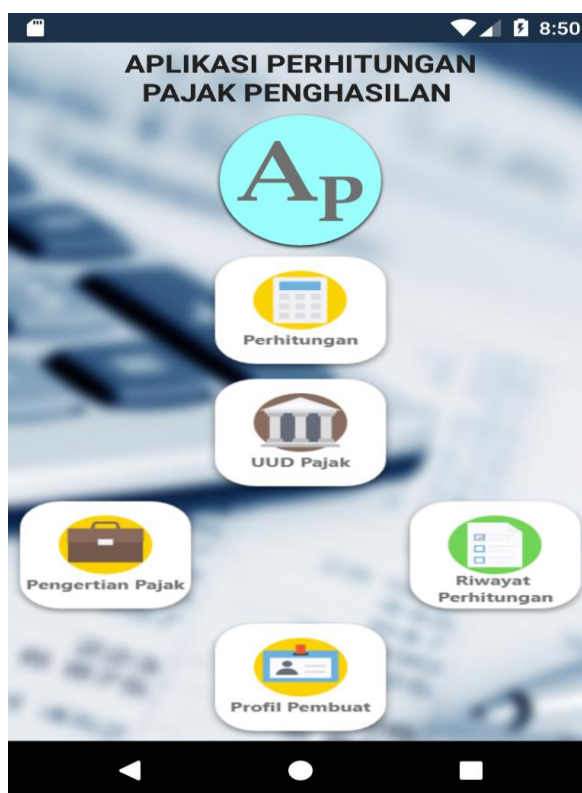 8:50
APLIKASI PERHITUNGAN
PAJAK PENGHASILAN
AP
Perhitungan
UUD Pajak
Pengertian Pajak
Riwayat
Perhitungan
Profil Pembuat